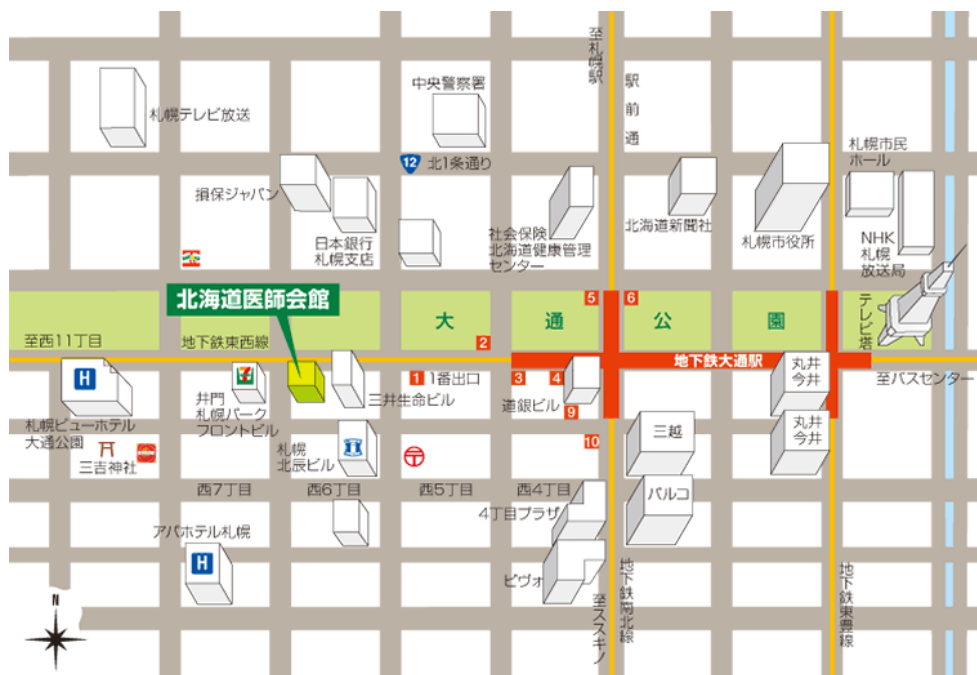 至札幌駅
駅前通
中央警察署
札幌テレビ放送
12
北1条通り
札幌市民
ホール
損保ジャパン
日本銀行
札幌支店
社会保険
北海道健康管理
センター
北海道新聞社
札幌市役所
NHK
札幌
放送局
北海道医師会館
5
6
大通公園
テレビ塔
2
至西11丁目
地下鉄東西線
地下鉄大通駅
丸井
今井
至バスセンター
H
7
1
1番出口
3
4
道銀ビル
9
三井生命ビル
井門
札幌パーク
フロントビル
札幌ビューホテル
大通公園
丸井
今井
三越
10
三吉神社
札幌
北辰ビル
〒
西7丁目
西6丁目
西5丁目
西4丁目
パルコ
4丁目プラザ
アパホテル札幌
H
ピヴォ
地下鉄南北線
至ススキノ
地下鉄東豊線
N